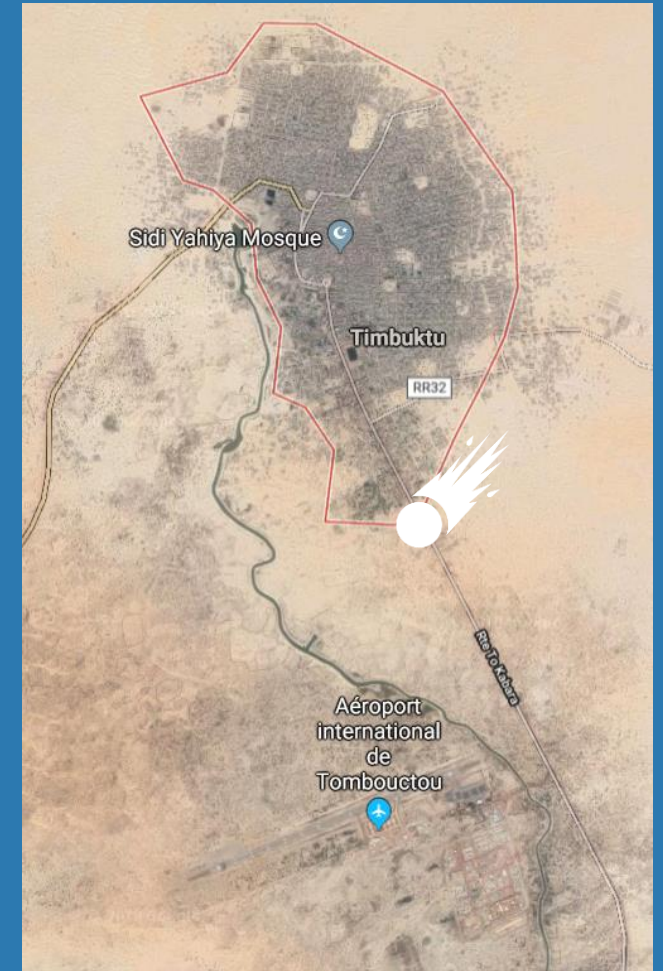 Sidi Yahiya Mosque
Timbuktu
RR32
Rte To Kabara
Aéroport
international
de
Tombouctou